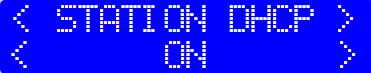 < STATION DHCP >
< ON >